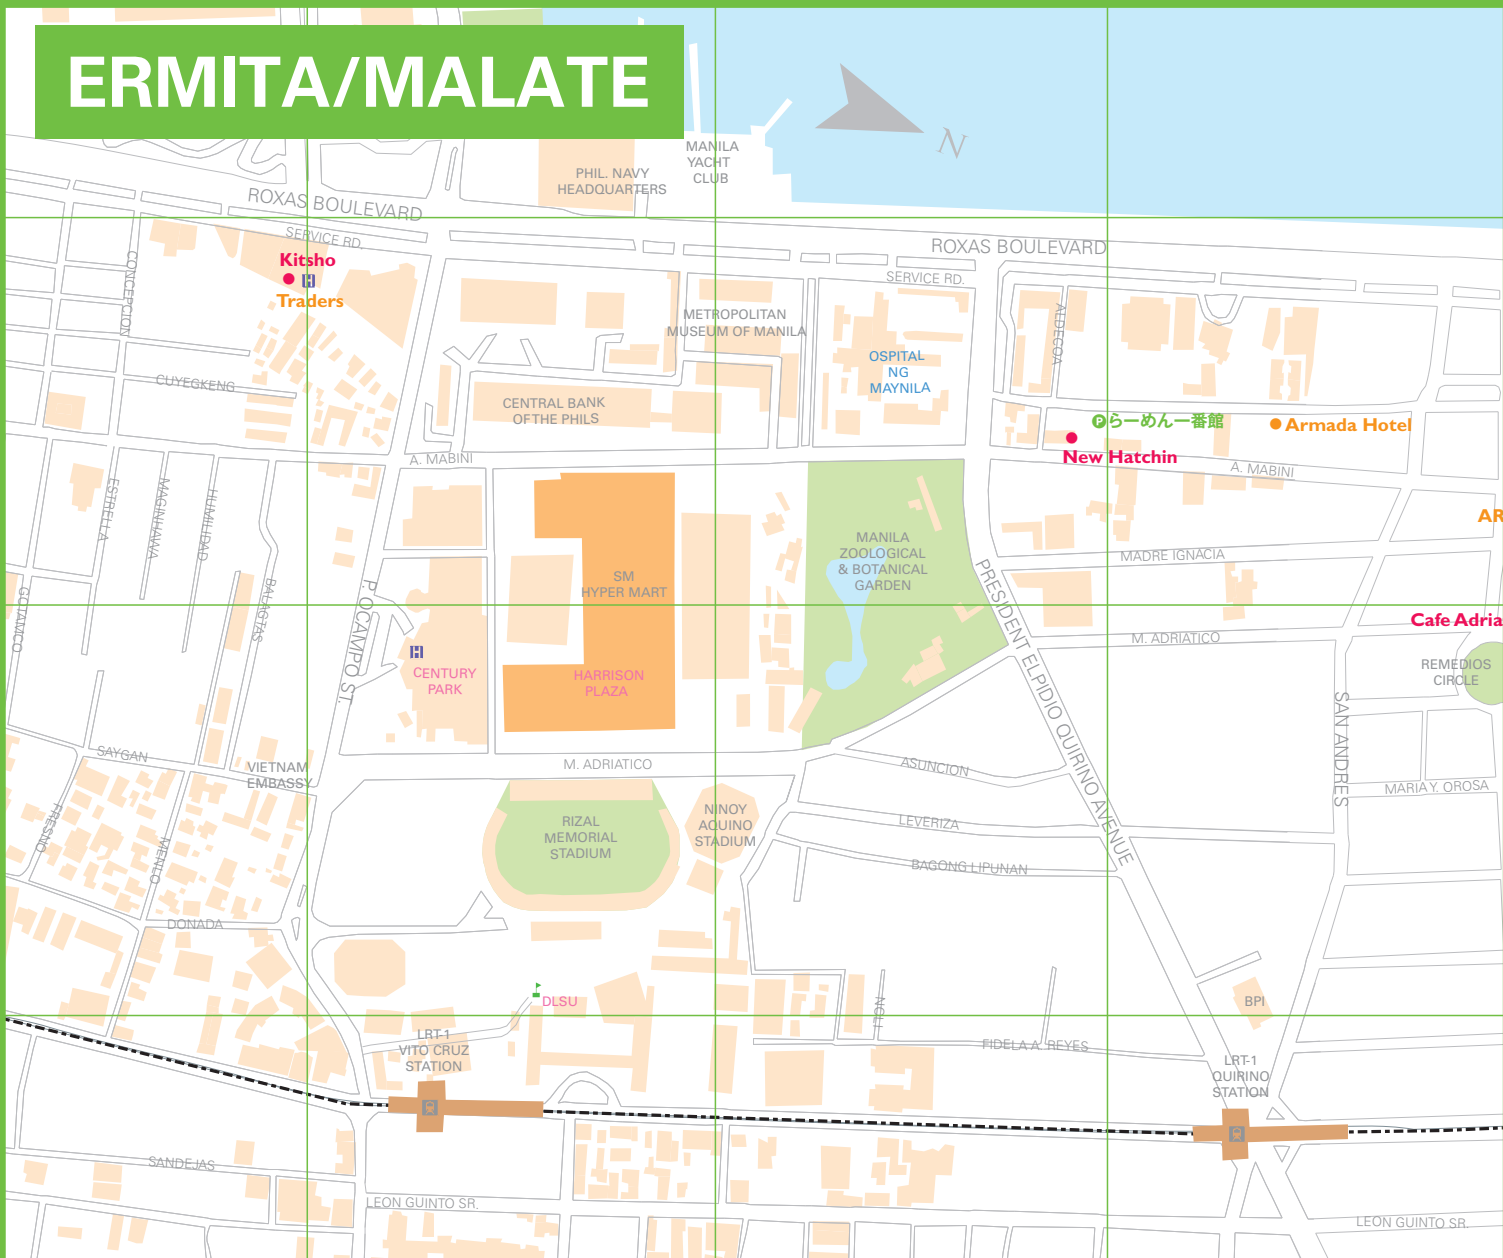 ERMITA/MALATE
N
MANILA
YACHT
CLUB
PHIL. NAVY
HEADQUARTERS
ROXAS BOULEVARD
SERVICE RD.
ROXAS BOULEVARD
SERVICE RD.
Kitsho
H
Traders
CONCEPCION
CUYEGKENG
METROPOLITAN
MUSEUM OF MANILA
OSPITAL
NG
MAYNILA
ALDECOA
CENTRAL BANK
OF THE PHILS
P らーめん一番館
Armada Hotel
New Hatchin
A. MABINI
A. MABINI
ESTRELLA
MAGINHAWA
HUMILIDAD
BALAGTAS
GOTAMCO
P. OCAMPO ST.
AR
MANILA
ZOOLOGICAL
& BOTANICAL
GARDEN
MADRE IGNACIA
SM
HYPER MART
PRESIDENT ELPIDIO QUIRINO AVENUE
Cafe Adria
M. ADRIATICO
H
CENTURY
PARK
HARRISON
PLAZA
REMEDIOS
CIRCLE
SAN ANDRES
SAYGAN
VIETNAM
EMBASSY
M. ADRIATICO
ASUNCION
MARIA Y. OROSA
FRESNO
MENLO
RIZAL
MEMORIAL
STADIUM
NINOY
AQUINO
STADIUM
LEVERIZA
BAGONG LIPUNAN
DONADA
DLSU
NGLI
BPI
LRT-1
VITO CRUZ
STATION
FIDELA A. REYES
LRT-1
QUIRINO
STATION
SANDEJAS
LEON GUINTO SR.
LEON GUINTO SR.